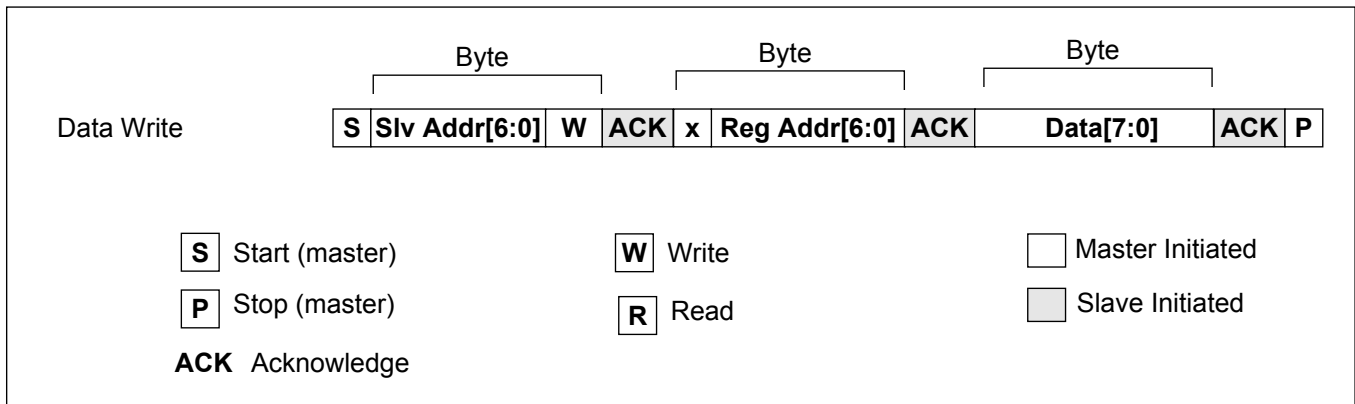 Byte Byte Byte
Data Write S Slv Addr[6:0] W ACK x Reg Addr[6:0] ACK Data[7:0] ACK P
S Start (master) W Write Master Initiated
P Stop (master) R Read Slave Initiated
ACK Acknowledge